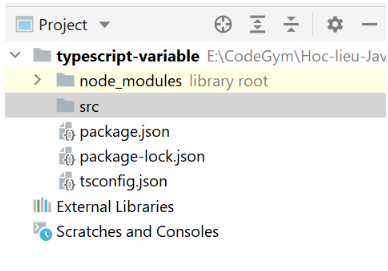 Project
typescript-variable E:\CodeGym\Hoc-lieu-Jav
node_modules library root
src
package.json
package-lock.json
tsconfig.json
External Libraries
Scratches and Consoles